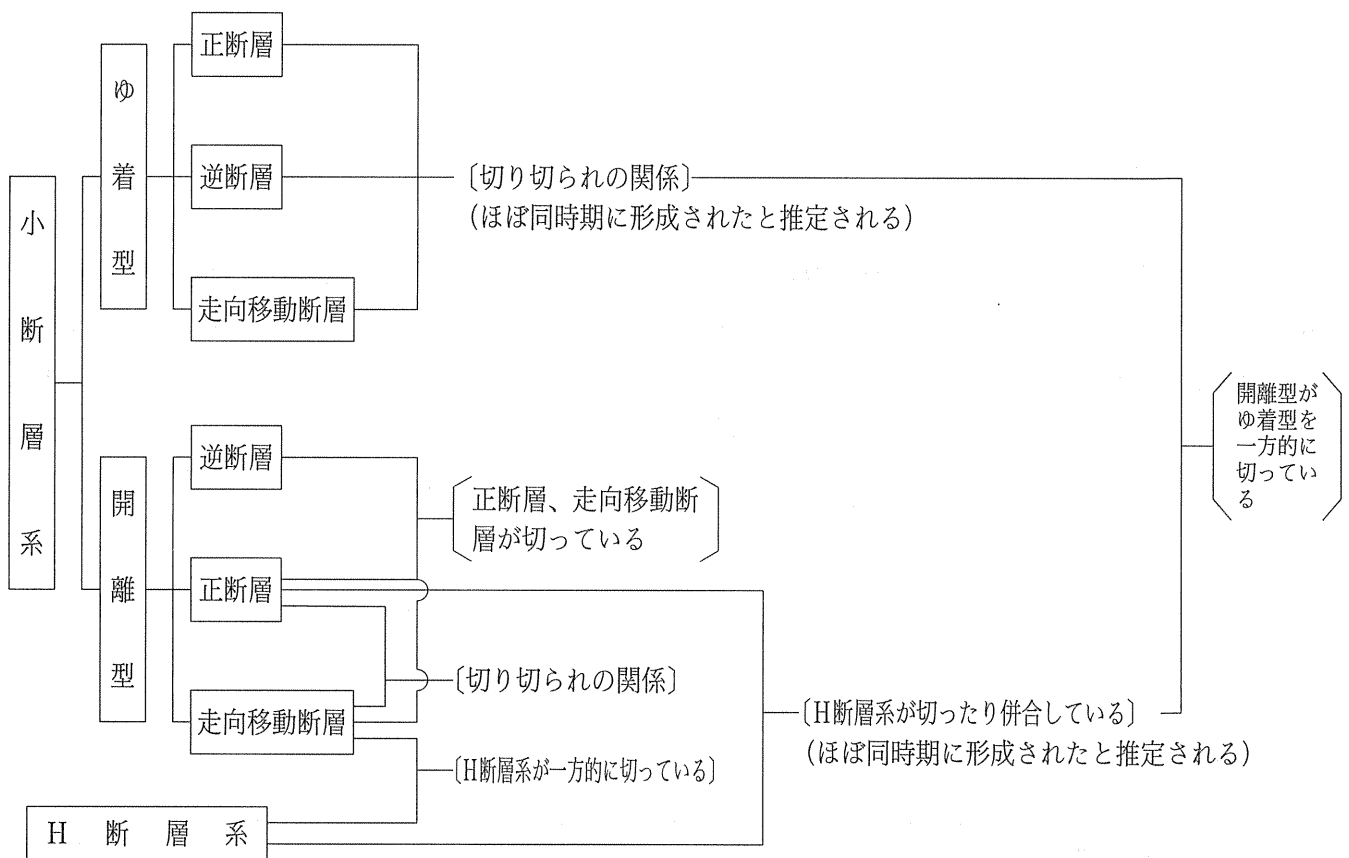 小断層系
ゆ着型
正断層
逆断層
走向移動断層
〔切り切られの関係〕
(ほぼ同時期に形成されたと推定される)
開離型
逆断層
正断層
走向移動断層
正断層、走向移動断
層が切っている
〔切り切られの関係〕
〔H断層系が一方的に切っている〕
H断層系
〔H断層系が切ったり併合している〕
(ほぼ同時期に形成されたと推定される)
開離型が
ゆ着型を
一方的に
切ってい
る